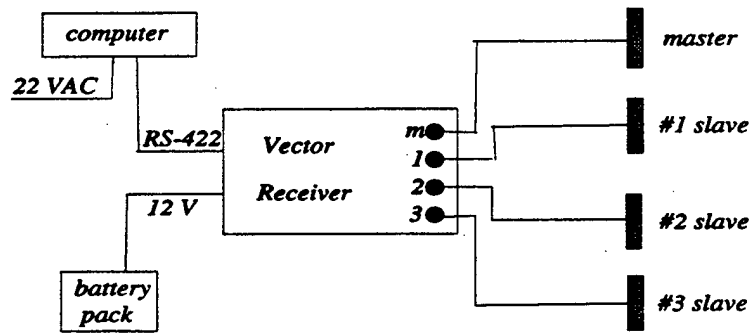 computer
master
22 VAC
#1 slave
m
RS-422
Vector
1
2
Receiver
12 V
3
#2 slave
battery
pack
#3 slave